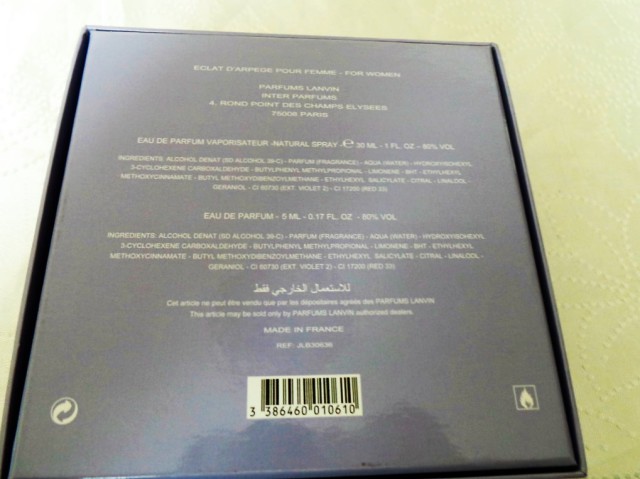 ECLAT D'ARPEGE POUR FEMME - FOR WOMEN
PARFUMS LANVIN
INTER PARFUMS
4, ROND POINT DES CHAMPS ELYSEES
75008 PARIS
EAU DE PARFUM VAPORISATEUR -NATURAL SPRAY - ℮ 30 ML - 1 FL. OZ - 80% VOL
INGREDIENTS: ALCOHOL DENAT (SD ALCOHOL 39-C) - PARFUM (FRAGRANCE) - AQUA (WATER) - HYDROXYISOHEXYL
3-CYCLOHEXENE CARBOXALDEHYDE - BUTYLPHENYL METHYLPROPIONAL - LIMONENE - BHT - ETHYLHEXYL
METHOXYCINNAMATE - BUTYL METHOXYDIBENZOYLMETHANE - ETHYLHEXYL SALICYLATE - CITRAL - LINALOOL -
GERANIOL - CI 60730 (EXT. VIOLET 2) - CI 17200 (RED 33)
EAU DE PARFUM - 5 ML - 0.17 FL. OZ - 80% VOL
INGREDIENTS: ALCOHOL DENAT (SD ALCOHOL 39-C) - PARFUM (FRAGRANCE) - AQUA (WATER) - HYDROXYISOHEXYL
3-CYCLOHEXENE CARBOXALDEHYDE - BUTYLPHENYL METHYLPROPIONAL - LIMONENE - BHT - ETHYLHEXYL
METHOXYCINNAMATE - BUTYL METHOXYDIBENZOYLMETHANE - ETHYLHEXYL SALICYLATE - CITRAL - LINALOOL -
GERANIOL - CI 60730 (EXT. VIOLET 2) - CI 17200 (RED 33)
للاستعمال الخارجي فقط
Cet article ne peut être vendu que par les dépositaires agréés des PARFUMS LANVIN
This article may be sold only by PARFUMS LANVIN authorized dealers.
MADE IN FRANCE
REF: JLB30636
3 386460 010610